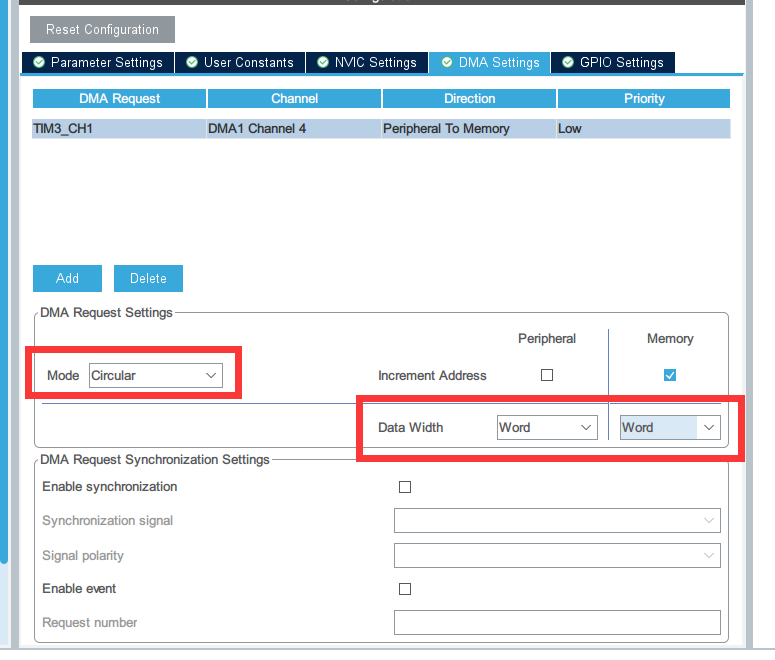 Reset Configuration
Parameter Settings User Constants NVIC Settings DMA Settings GPIO Settings
DMA Request Channel Direction Priority
TIM3_CH1 DMA1 Channel 4 Peripheral To Memory Low
Add Delete
DMA Request Settings
Peripheral Memory
Mode Circular Increment Address
Data Width Word Word
DMA Request Synchronization Settings
Enable synchronization
Synchronization signal
Signal polarity
Enable event
Request number